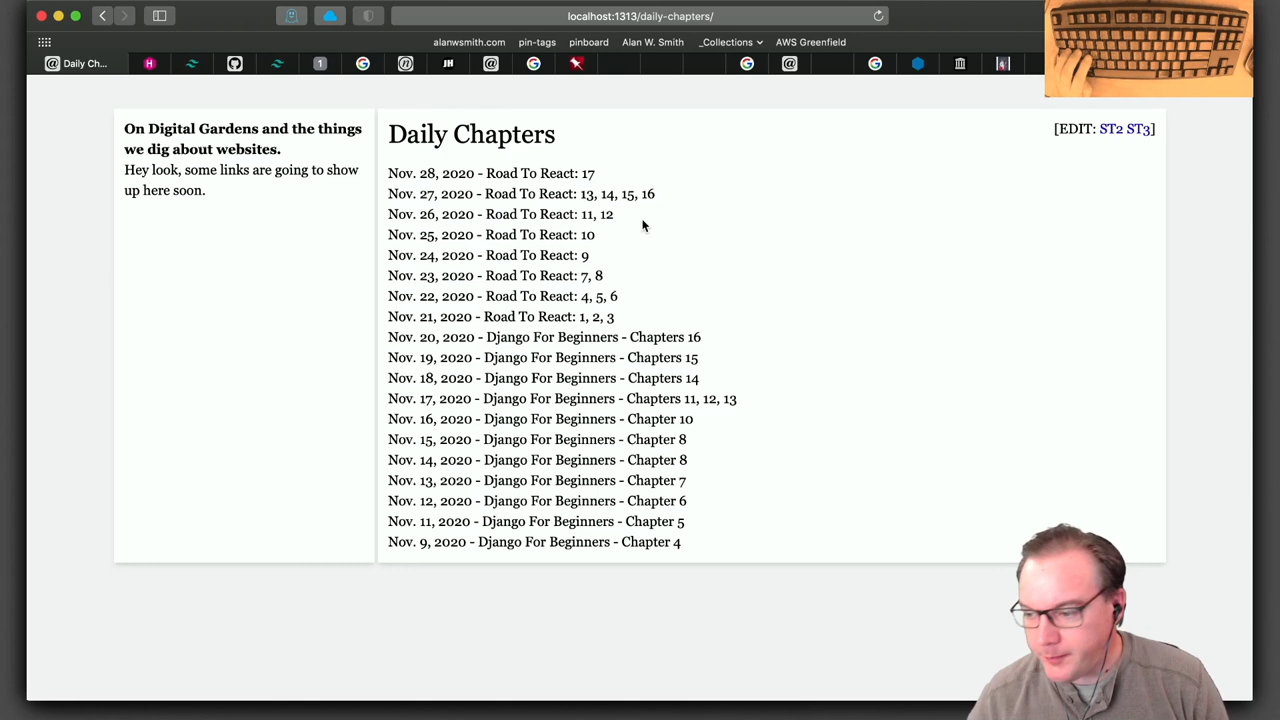 localhost:1313/daily-chapters/
alanwsmith.com pin-tags pinboard Alan W. Smith _Collections AWS Greenfield
@ Daily Ch... H 1 G n JH @ G G @ G
On Digital Gardens and the things
we dig about websites.
Hey look, some links are going to show
up here soon.
Daily Chapters
[EDIT: ST2 ST3]
Nov. 28, 2020 - Road To React: 17
Nov. 27, 2020 - Road To React: 13, 14, 15, 16
Nov. 26, 2020 - Road To React: 11, 12
Nov. 25, 2020 - Road To React: 10
Nov. 24, 2020 - Road To React: 9
Nov. 23, 2020 - Road To React: 7, 8
Nov. 22, 2020 - Road To React: 4, 5, 6
Nov. 21, 2020 - Road To React: 1, 2, 3
Nov. 20, 2020 - Django For Beginners - Chapters 16
Nov. 19, 2020 - Django For Beginners - Chapters 15
Nov. 18, 2020 - Django For Beginners - Chapters 14
Nov. 17, 2020 - Django For Beginners - Chapters 11, 12, 13
Nov. 16, 2020 - Django For Beginners - Chapter 10
Nov. 15, 2020 - Django For Beginners - Chapter 8
Nov. 14, 2020 - Django For Beginners - Chapter 8
Nov. 13, 2020 - Django For Beginners - Chapter 7
Nov. 12, 2020 - Django For Beginners - Chapter 6
Nov. 11, 2020 - Django For Beginners - Chapter 5
Nov. 9, 2020 - Django For Beginners - Chapter 4